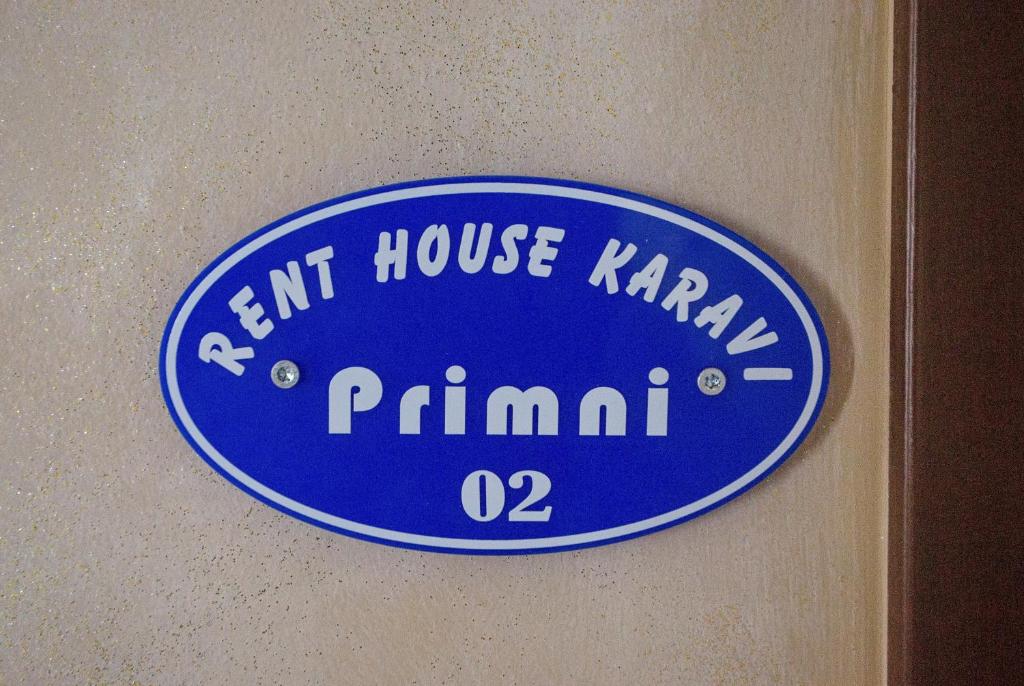 RENT HOUSE KARAVI
Primni
02